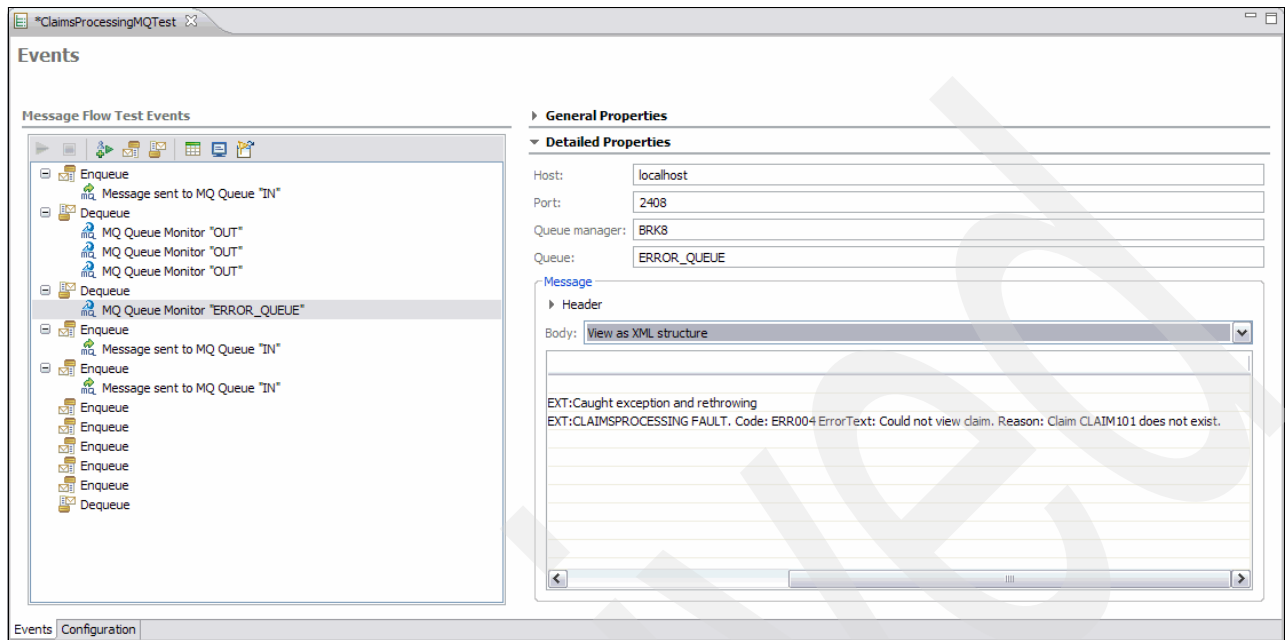 *ClaimsProcessingMQTest
Events
Message Flow Test Events
Enqueue
Message sent to MQ Queue "IN"
Dequeue
MQ Queue Monitor "OUT"
MQ Queue Monitor "OUT"
MQ Queue Monitor "OUT"
Dequeue
MQ Queue Monitor "ERROR_QUEUE"
Enqueue
Message sent to MQ Queue "IN"
Enqueue
Message sent to MQ Queue "IN"
Enqueue
Enqueue
Enqueue
Enqueue
Enqueue
Dequeue
General Properties
Detailed Properties
Host: localhost
Port: 2408
Queue manager: BRK8
Queue: ERROR_QUEUE
Message
Header
Body: View as XML structure
EXT:Caught exception and rethrowing
EXT:CLAIMSPROCESSING FAULT. Code: ERR004 ErrorText: Could not view claim. Reason: Claim CLAIM101 does not exist.
Events Configuration